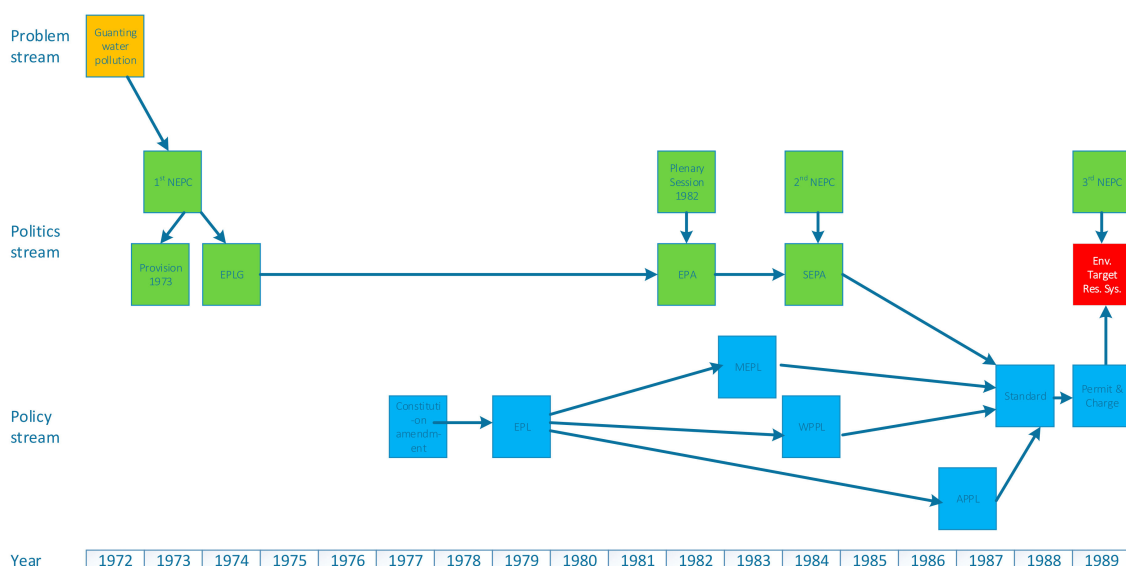 Problem
stream
Guanting
water
pollution
Politics
stream
1st NEPC
Plenary
Session
1982
2nd NEPC
3rd NEPC
Provision
1973
EPLG
EPA
SEPA
Env.
Target
Res. Sys.
Policy
stream
Constituti
-on
amendm-
ent
EPL
MEPL
WPPL
APPL
Standard
Permit &
Charge
Year 1972 1973 1974 1975 1976 1977 1978 1979 1980 1981 1982 1983 1984 1985 1986 1987 1988 1989